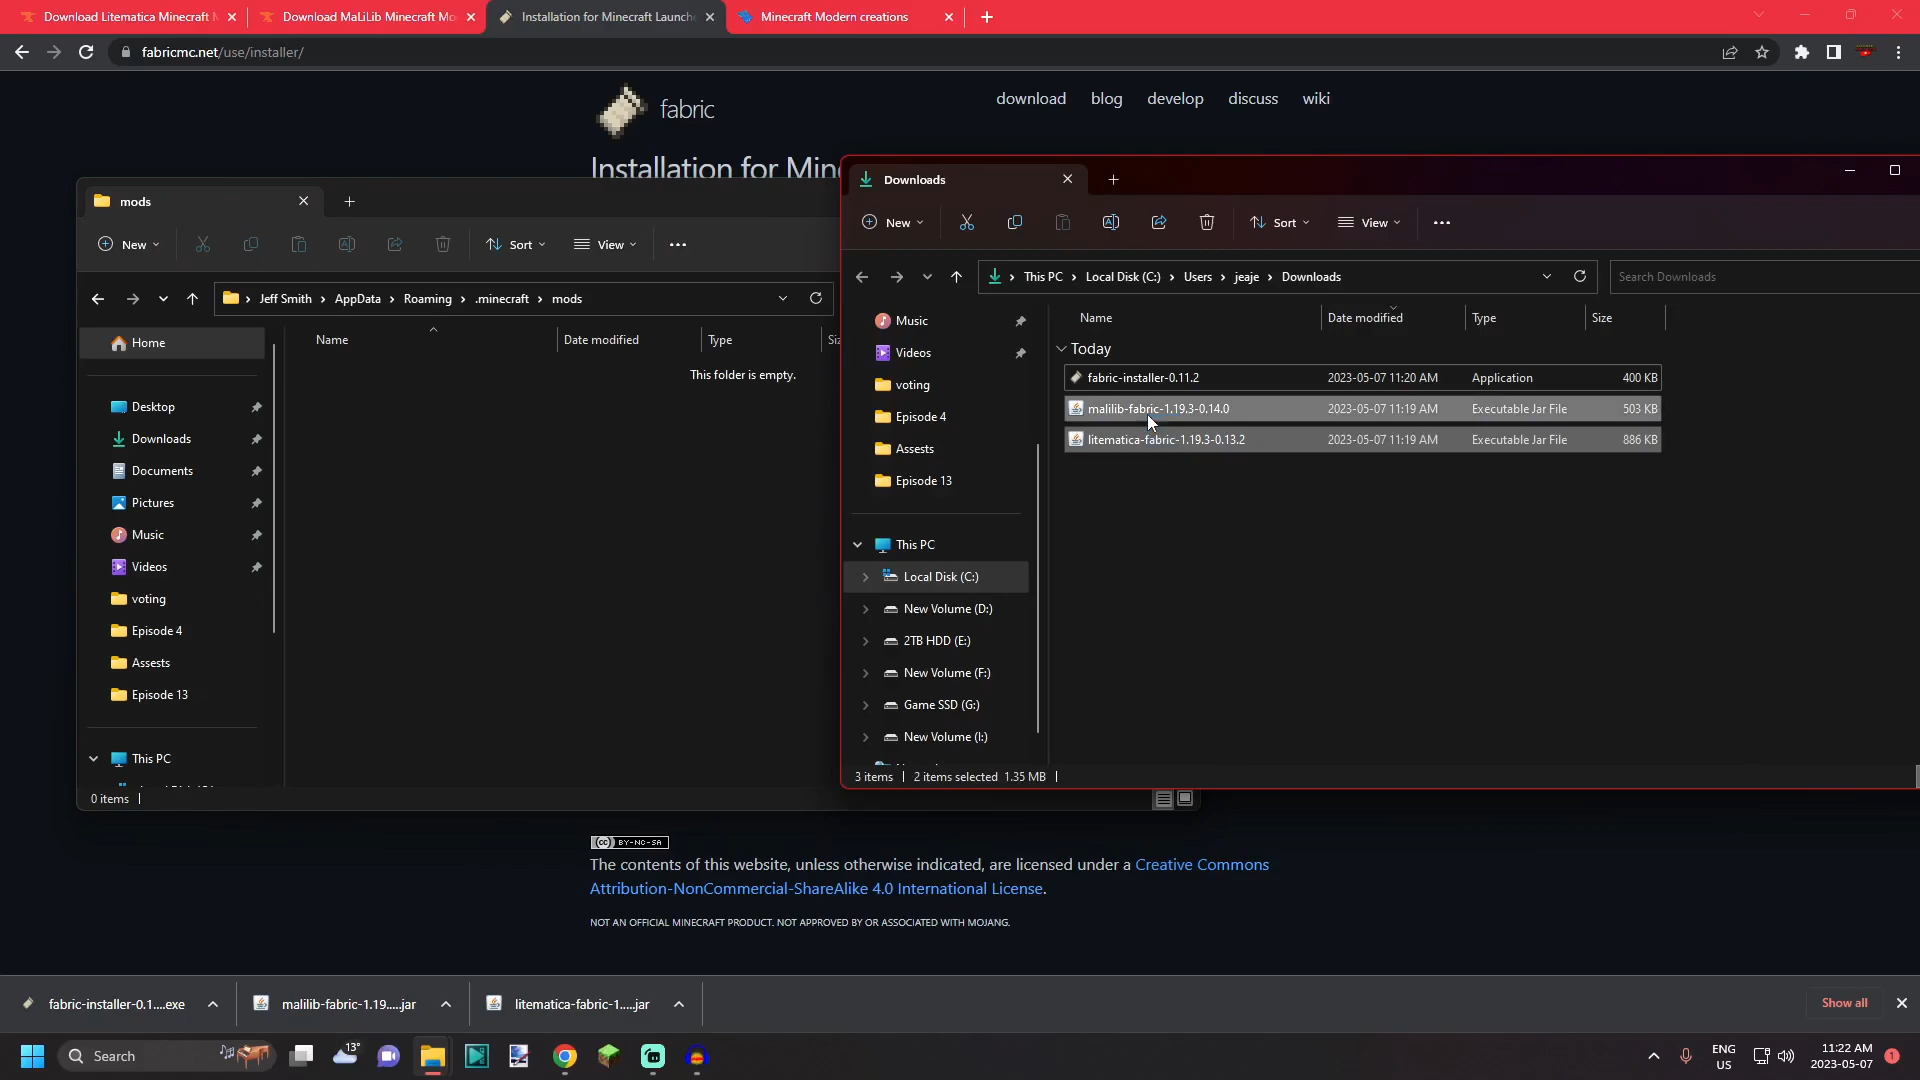 Download Litematica Minecraft M
Download MaLiLib Minecraft Mo
Installation for Minecraft Launche
Minecraft Modern creations
fabricmc.net/use/installer/
fabric
download
blog
develop
discuss
wiki
Installation for Min
mods
New
Sort
View
Jeff Smith > AppData > Roaming > .minecraft > mods
Name
Date modified
Type
Siz
This folder is empty.
Home
Desktop
Downloads
Documents
Pictures
Music
Videos
voting
Episode 4
Assests
Episode 13
This PC
0 items
Downloads
New
Sort
View
This PC > Local Disk (C:) > Users > jeaje > Downloads
Search Downloads
Music
Videos
voting
Episode 4
Assests
Episode 13
This PC
Local Disk (C:)
New Volume (D:)
2TB HDD (E:)
New Volume (F:)
Game SSD (G:)
New Volume (I:)
Name
Date modified
Type
Size
Today
fabric-installer-0.11.2 2023-05-07 11:20 AM Application 400 KB
malilib-fabric-1.19.3-0.14.0 2023-05-07 11:19 AM Executable Jar File 503 KB
litematica-fabric-1.19.3-0.13.2 2023-05-07 11:19 AM Executable Jar File 886 KB
3 items 2 items selected 1.35 MB
cc BY-NC-SA
The contents of this website, unless otherwise indicated, are licensed under a Creative Commons
Attribution-NonCommercial-ShareAlike 4.0 International License.
NOT AN OFFICIAL MINECRAFT PRODUCT. NOT APPROVED BY OR ASSOCIATED WITH MOJANG.
fabric-installer-0.1....exe
malilib-fabric-1.19.....jar
litematica-fabric-1.....jar
Show all
Search
13°
ENG
US
11:22 AM
2023-05-07
1